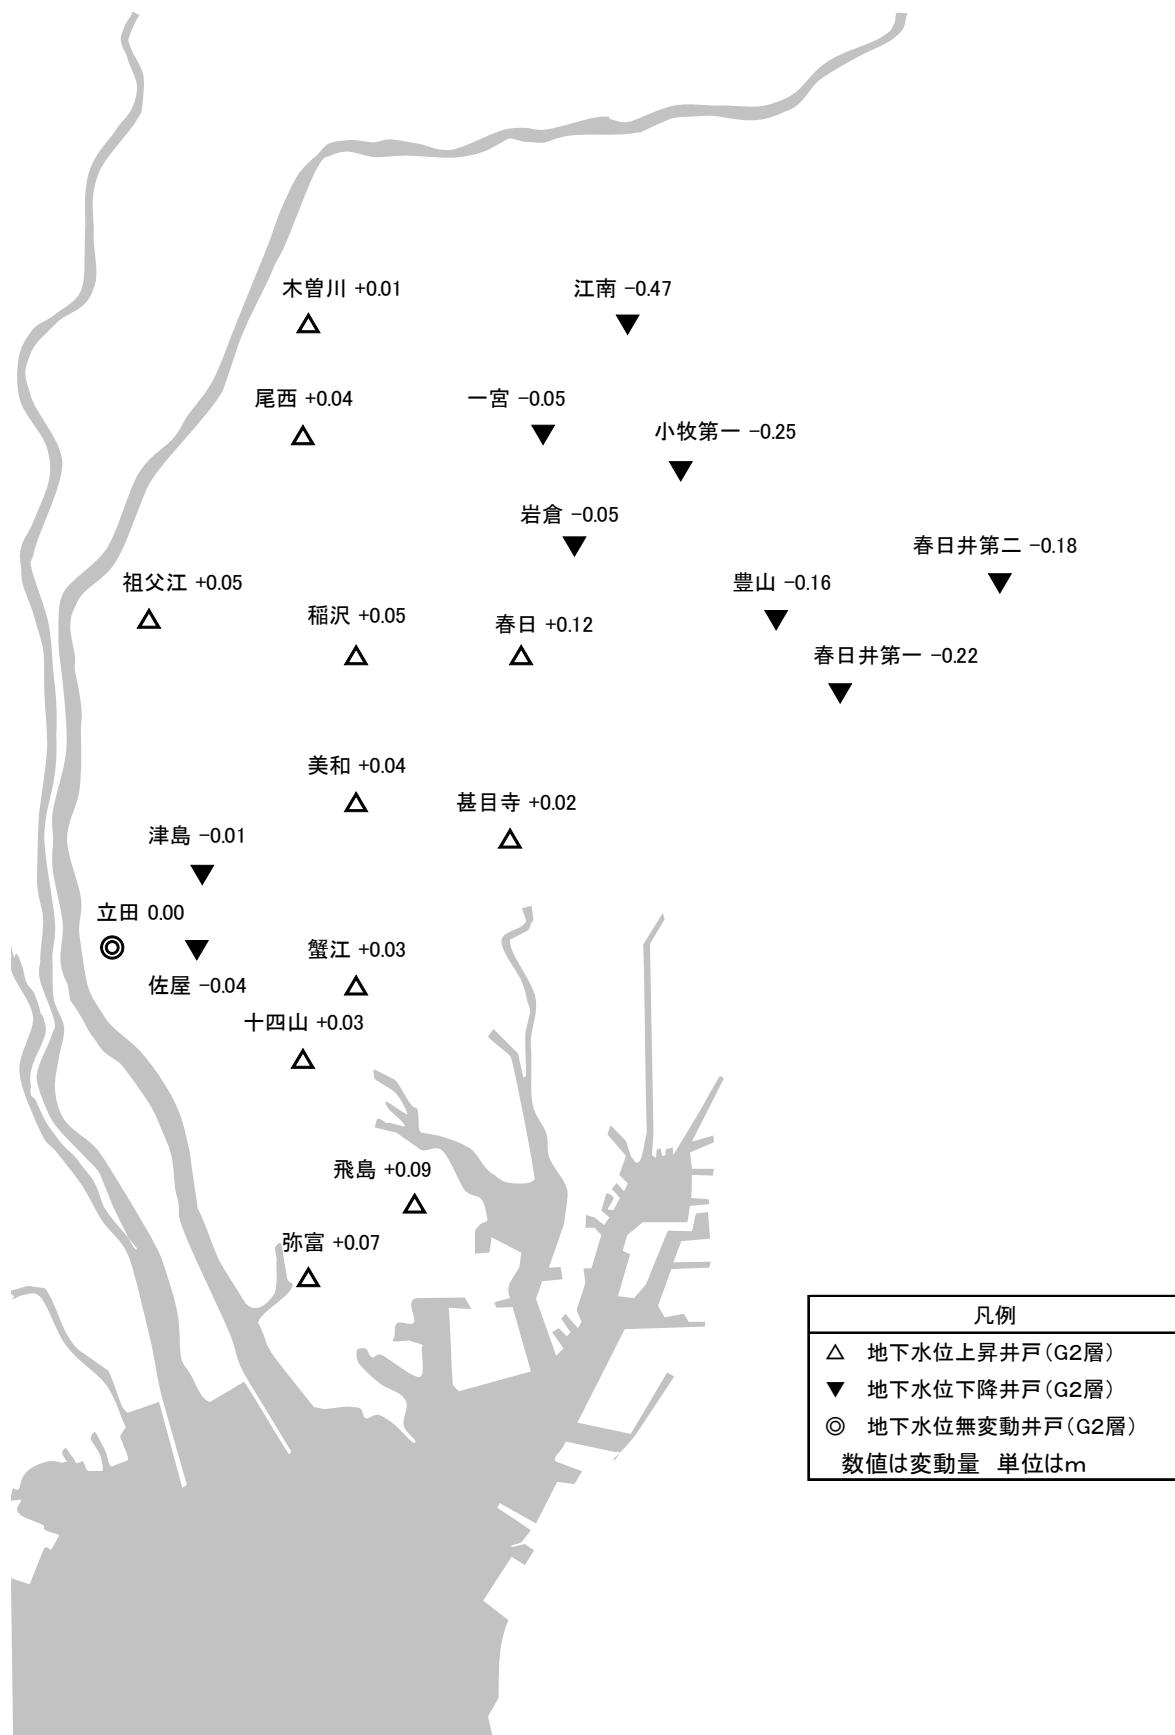 木曽川 +0.01
江南 −0.47
尾西 +0.04
一宮 −0.05
小牧第一 −0.25
岩倉 −0.05
春日井第二 −0.18
祖父江 +0.05
豊山 −0.16
稲沢 +0.05
春日 +0.12
春日井第一 −0.22
美和 +0.04
甚目寺 +0.02
津島 −0.01
立田 0.00
蟹江 +0.03
佐屋 −0.04
十四山 +0.03
飛島 +0.09
弥富 +0.07
凡例
△ 地下水位上昇井戸(G2層)
▼ 地下水位下降井戸(G2層)
◎ 地下水位無変動井戸(G2層)
数値は変動量 単位はm